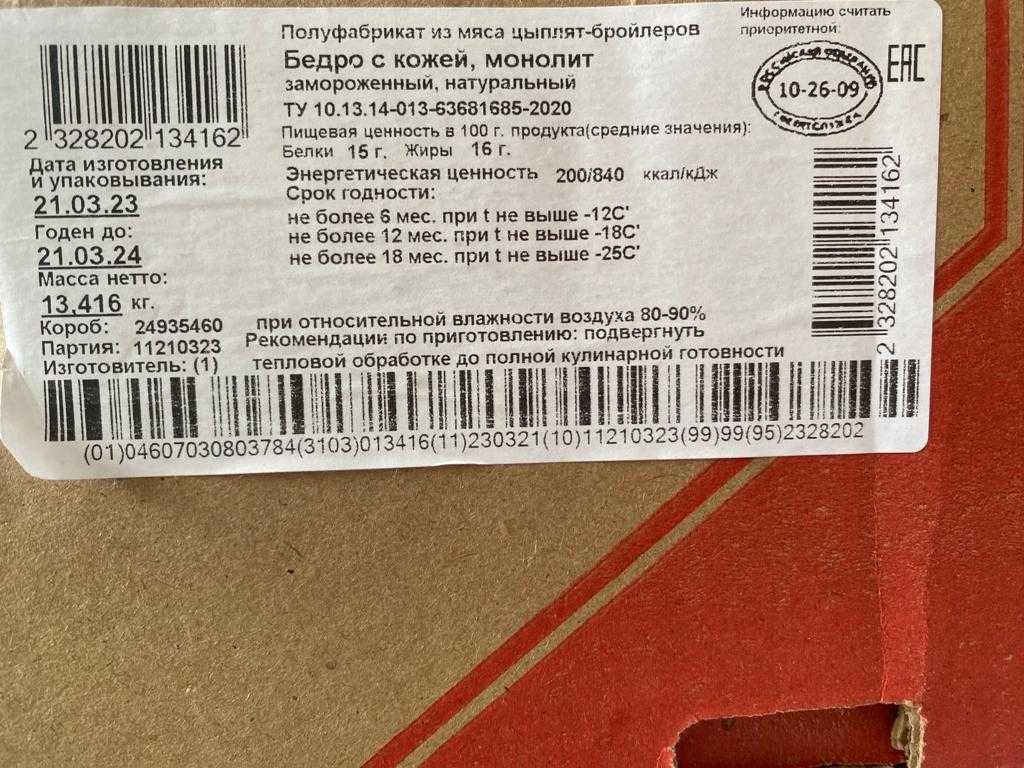 Информацию считать
приоритетной:
Полуфабрикат из мяса цыплят-бройлеров
Бедро с кожей, монолит
замороженный, натуральный
ТУ 10.13.14-013-63681685-2020
Пищевая ценность в 100 г. продукта(средние значения):
Белки 15 г. Жиры 16 г.
Энергетическая ценность 200/840 ккал/кДж
Срок годности:
не более 6 мес. при t не выше -12С'
не более 12 мес. при t не выше -18С'
не более 18 мес. при t не выше -25С'
при относительной влажности воздуха 80-90%
Рекомендации по приготовлению: подвергнуть
тепловой обработке до полной кулинарной готовности
2 328202 134162
Дата изготовления
и упаковывания:
21.03.23
Годен до:
21.03.24
Масса нетто:
13,416 кг.
Короб: 24935460
Партия: 11210323
Изготовитель: (1)
10-26-09
ЕАС
2 328202 134162
(01)04607030803784(3103)013416(11)230321(10)11210323(99)99(95)2328202